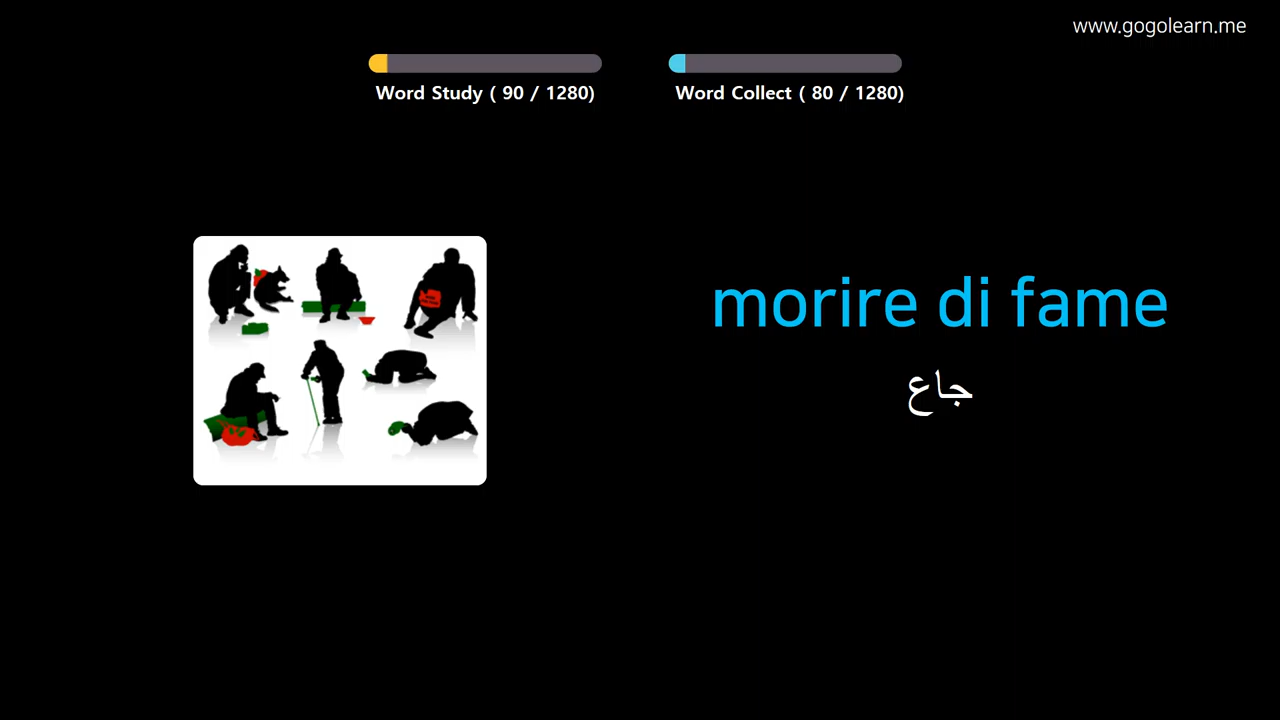 www.gogolearn.me
Word Study ( 90 / 1280)
Word Collect ( 80 / 1280)
morire di fame
جاع